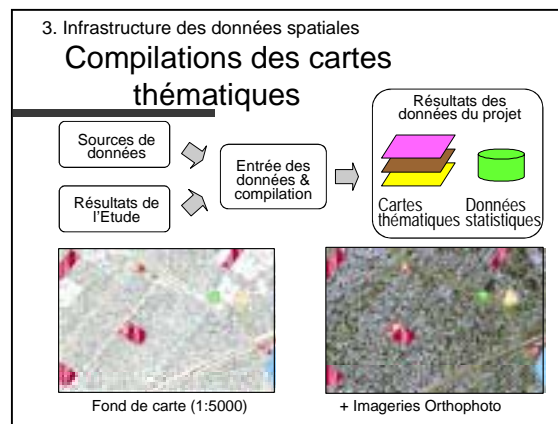 3. Infrastructure des données spatiales
Compilations des cartes
thématiques
Sources de
données
Résultats de
l'Etude
Entrée des
données &
compilation
Résultats des
données du projet
Cartes
thématiques
Données
statistiques
Fond de carte (1:5000)
+ Imageries Orthophoto